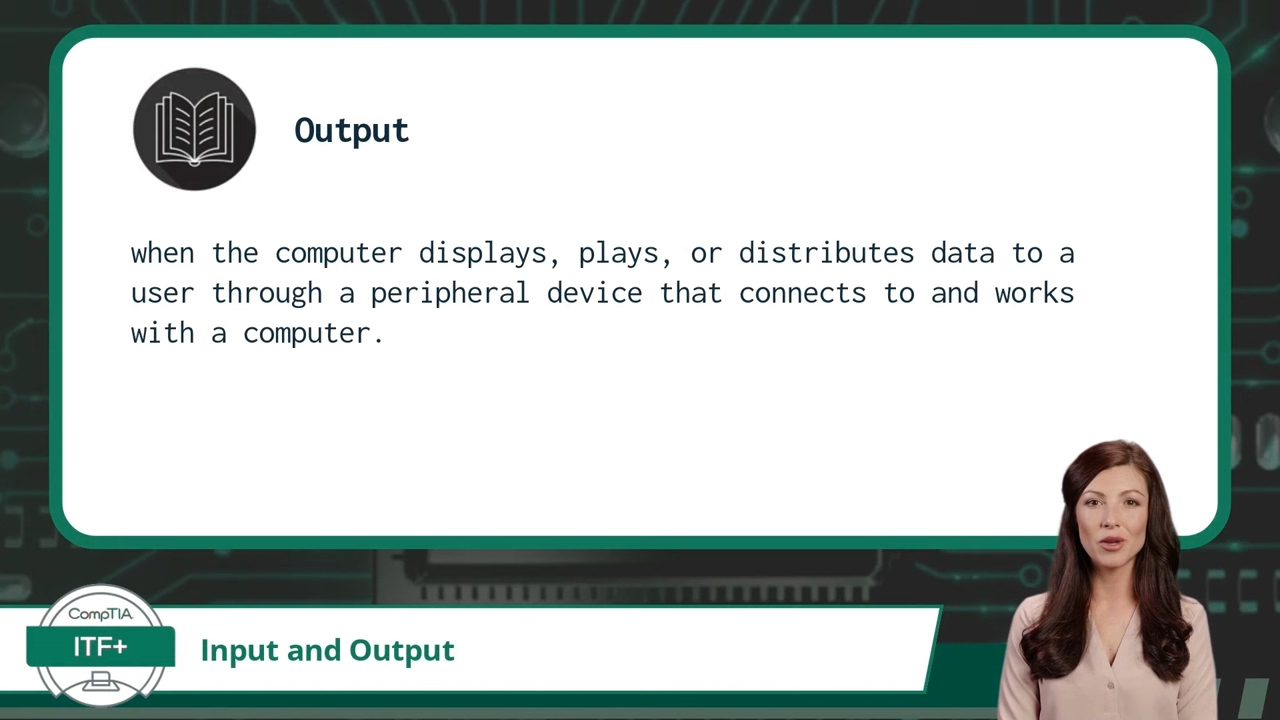 Output
when the computer displays, plays, or distributes data to a
user through a peripheral device that connects to and works
with a computer.
CompTIA.
ITF+
Input and Output